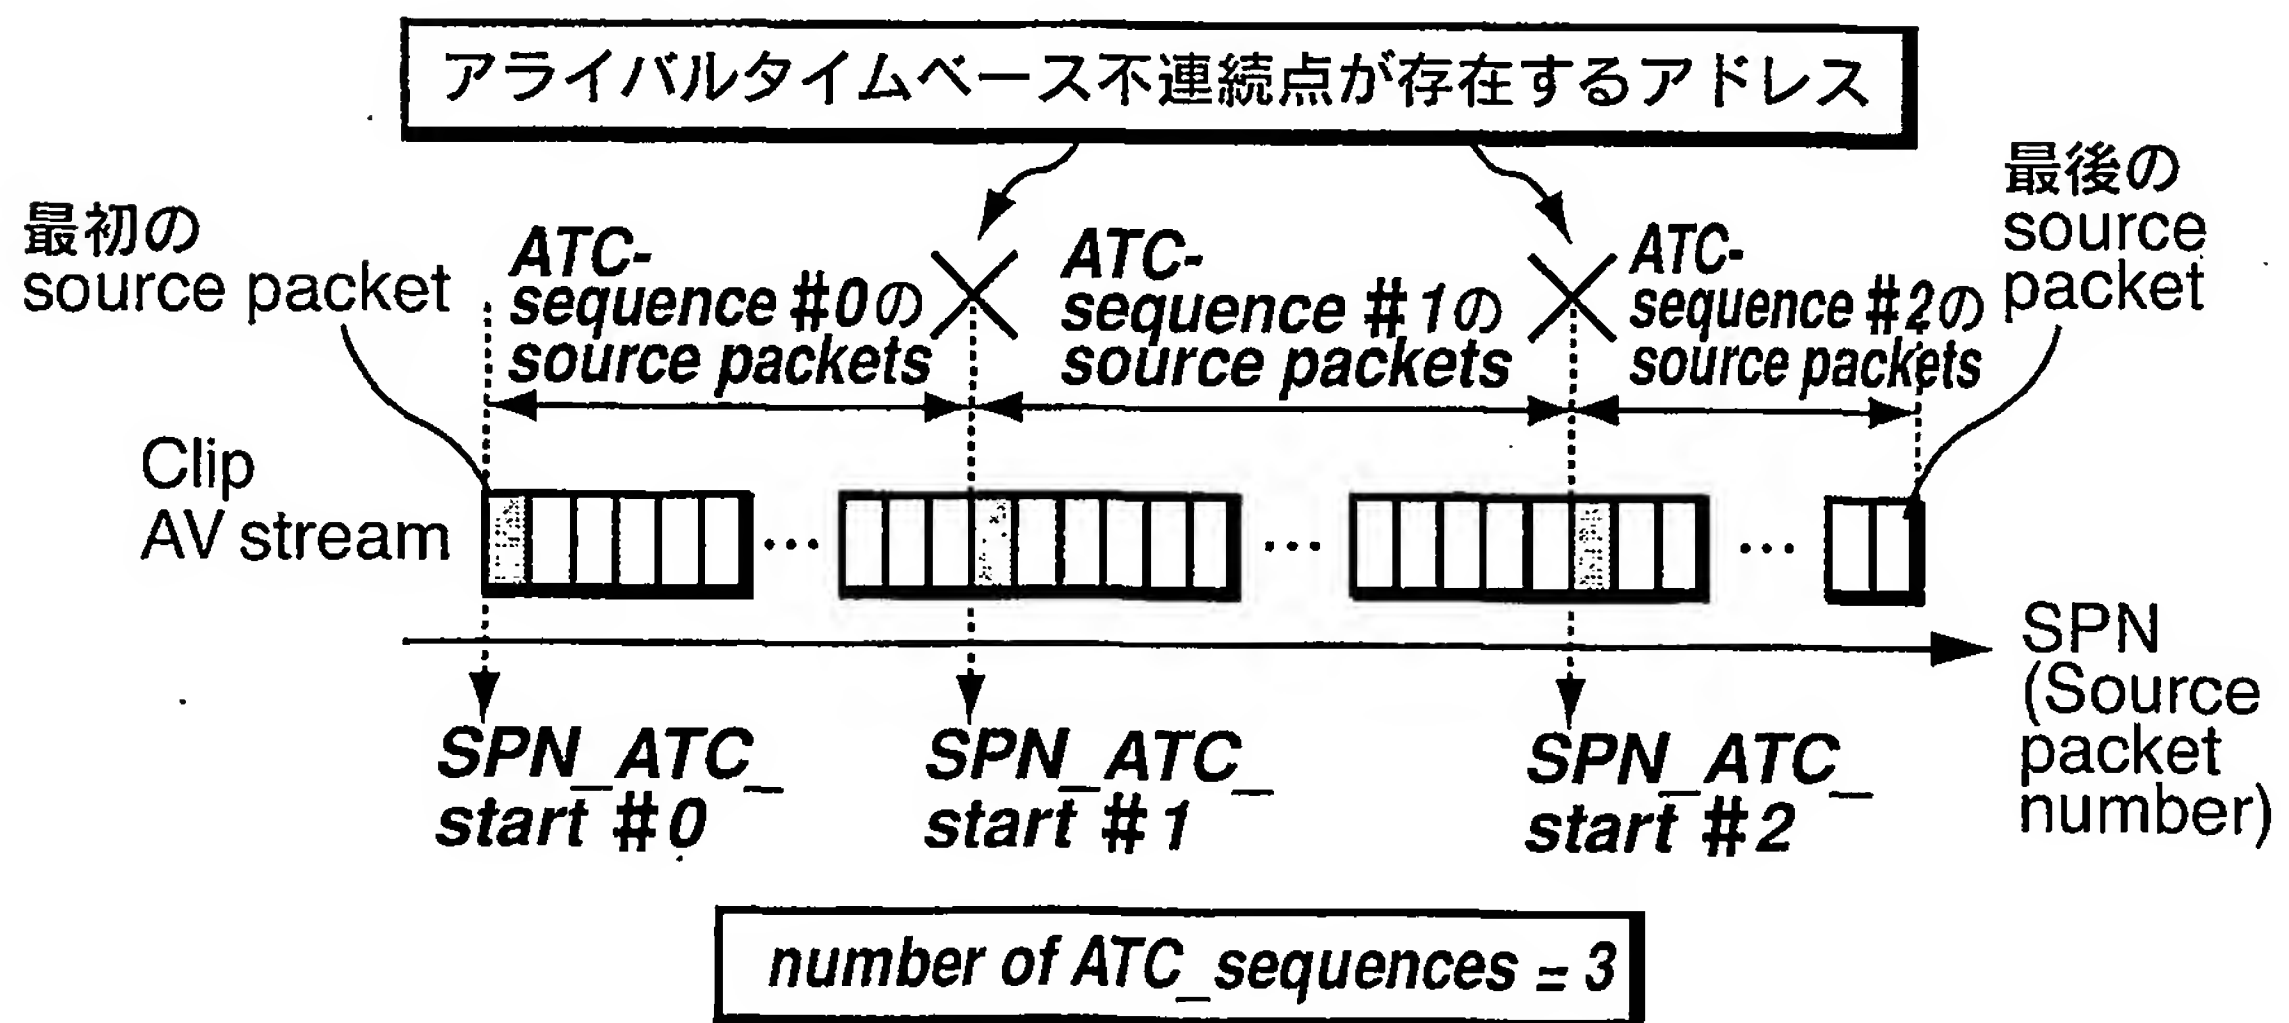 アライバルタイムベース不連続点が存在するアドレス
最初の
source packet
ATC-
sequence #0の
source packets
ATC-
sequence #1の
source packets
ATC-
sequence #2の
source packets
最後の
source
packet
Clip
AV stream
...
...
...
SPN
(Source
packet
number)
SPN_ATC_
start #0
SPN_ATC_
start #1
SPN_ATC_
start #2
number of ATC_sequences = 3